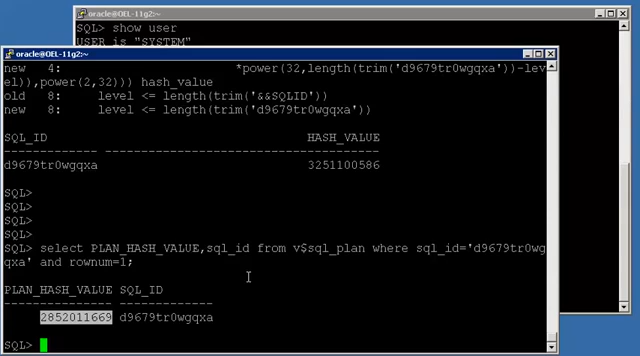 oracle@OEL-11g2:~
SQL> show user
USER is "SYSTEM"
oracle@OEL-11g2:~
new   4:              *power(32,length(trim('d9679tr0wgqxa'))-lev
el)),power(2,32))) hash_value
old   8:      level <= length(trim('&&SQLID'))
new   8:      level <= length(trim('d9679tr0wgqxa'))
SQL_ID                                     HASH_VALUE
------------- ---------------------------------------
d9679tr0wgqxa                              3251100586
SQL>
SQL>
SQL>
SQL>
SQL> select PLAN_HASH_VALUE,sql_id from v$sql_plan where sql_id='d9679tr0wg
qxa' and rownum=1;
PLAN_HASH_VALUE SQL_ID
--------------- -------------
     2852011669 d9679tr0wgqxa
SQL>